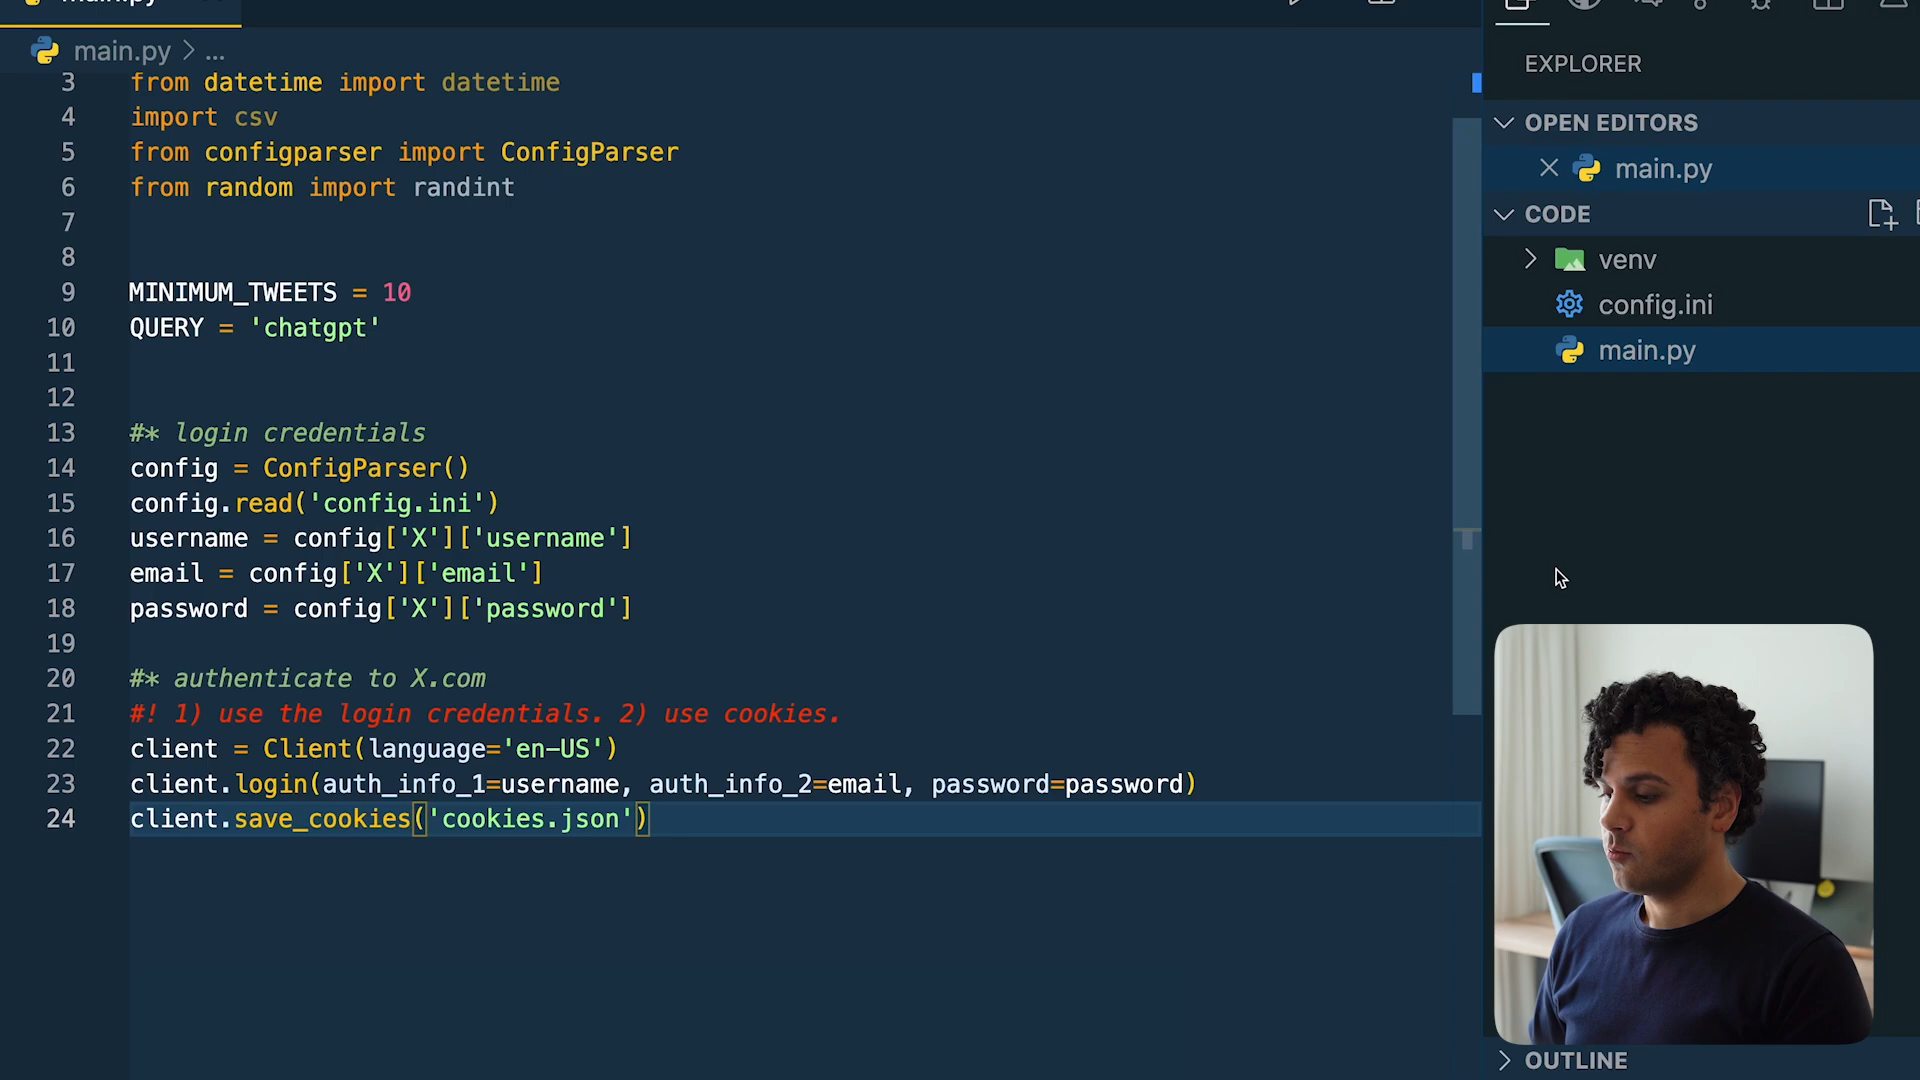 main.py
main.py > ...
3 from datetime import datetime
4 import csv
5 from configparser import ConfigParser
6 from random import randint
7
8
9 MINIMUM_TWEETS = 10
10 QUERY = 'chatgpt'
11
12
13 #* login credentials
14 config = ConfigParser()
15 config.read('config.ini')
16 username = config['X']['username']
17 email = config['X']['email']
18 password = config['X']['password']
19
20 #* authenticate to X.com
21 #! 1) use the login credentials. 2) use cookies.
22 client = Client(language='en-US')
23 client.login(auth_info_1=username, auth_info_2=email, password=password)
24 client.save_cookies('cookies.json')
EXPLORER
OPEN EDITORS
main.py
CODE
venv
config.ini
main.py
OUTLINE